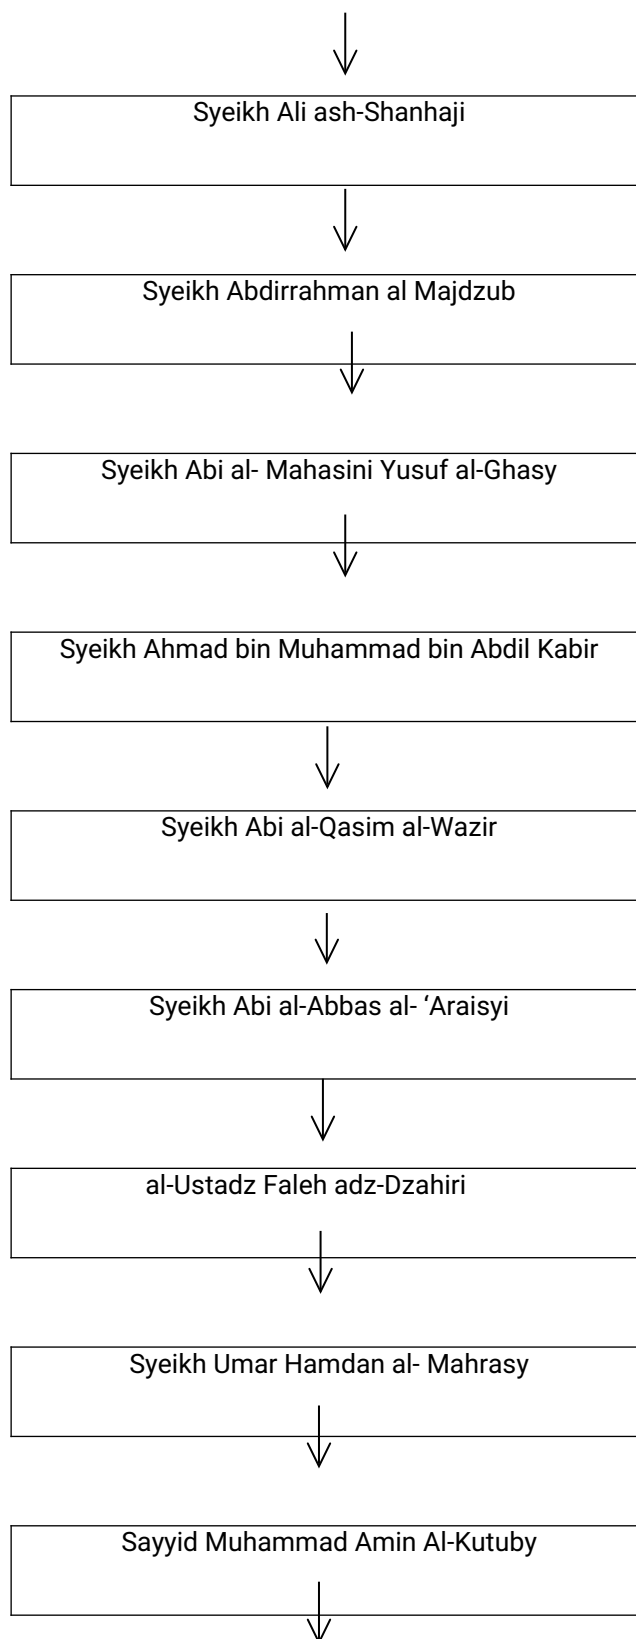 Syeikh Ali ash-Shanhaji
Syeikh Abdirrahman al Majdzub
Syeikh Abi al- Mahasini Yusuf al-Ghasy
Syeikh Ahmad bin Muhammad bin Abdil Kabir
Syeikh Abi al-Qasim al-Wazir
Syeikh Abi al-Abbas al- ‘Araisyi
al-Ustadz Faleh adz-Dzahiri
Syeikh Umar Hamdan al- Mahrasy
Sayyid Muhammad Amin Al-Kutuby